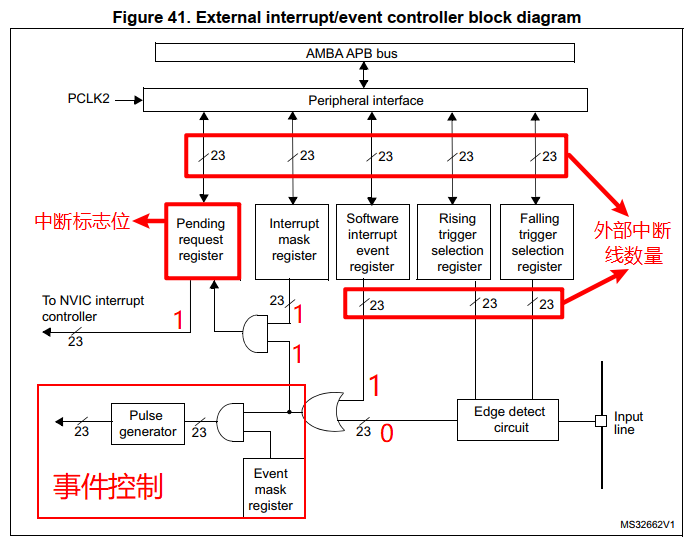 Figure 41. External interrupt/event controller block diagram
AMBA APB bus
PCLK2
Peripheral interface
23
23
23
23
23
中断标志位
Pending
request
register
Interrupt
mask
register
Software
interrupt
event
register
Rising
trigger
selection
register
Falling
trigger
selection
register
外部中断
线数量
To NVIC interrupt
controller
23
1
23
1
1
23
23
23
1
0
23
Edge detect
circuit
Input
line
23
Pulse
generator
23
事件控制
Event
mask
register
MS32662V1